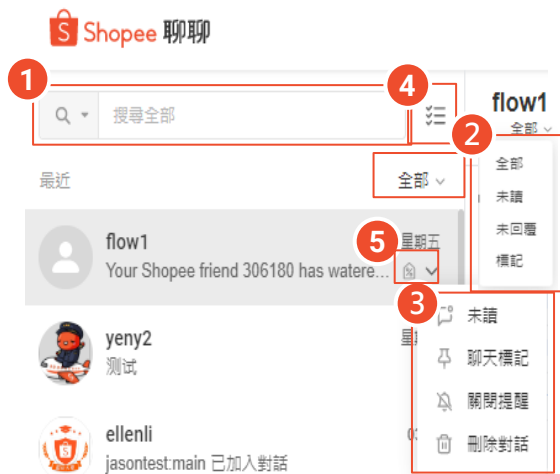 Shopee 聊聊
1
4
搜尋全部
flow1
全部
2
最近
全部
全部
未讀
未回覆
標記
flow1
星期五
5
Your Shopee friend 306180 has watere...
3
未讀
yeny2
测试
聊天標記
關閉提醒
刪除對話
ellenli
jasontest:main 已加入對話